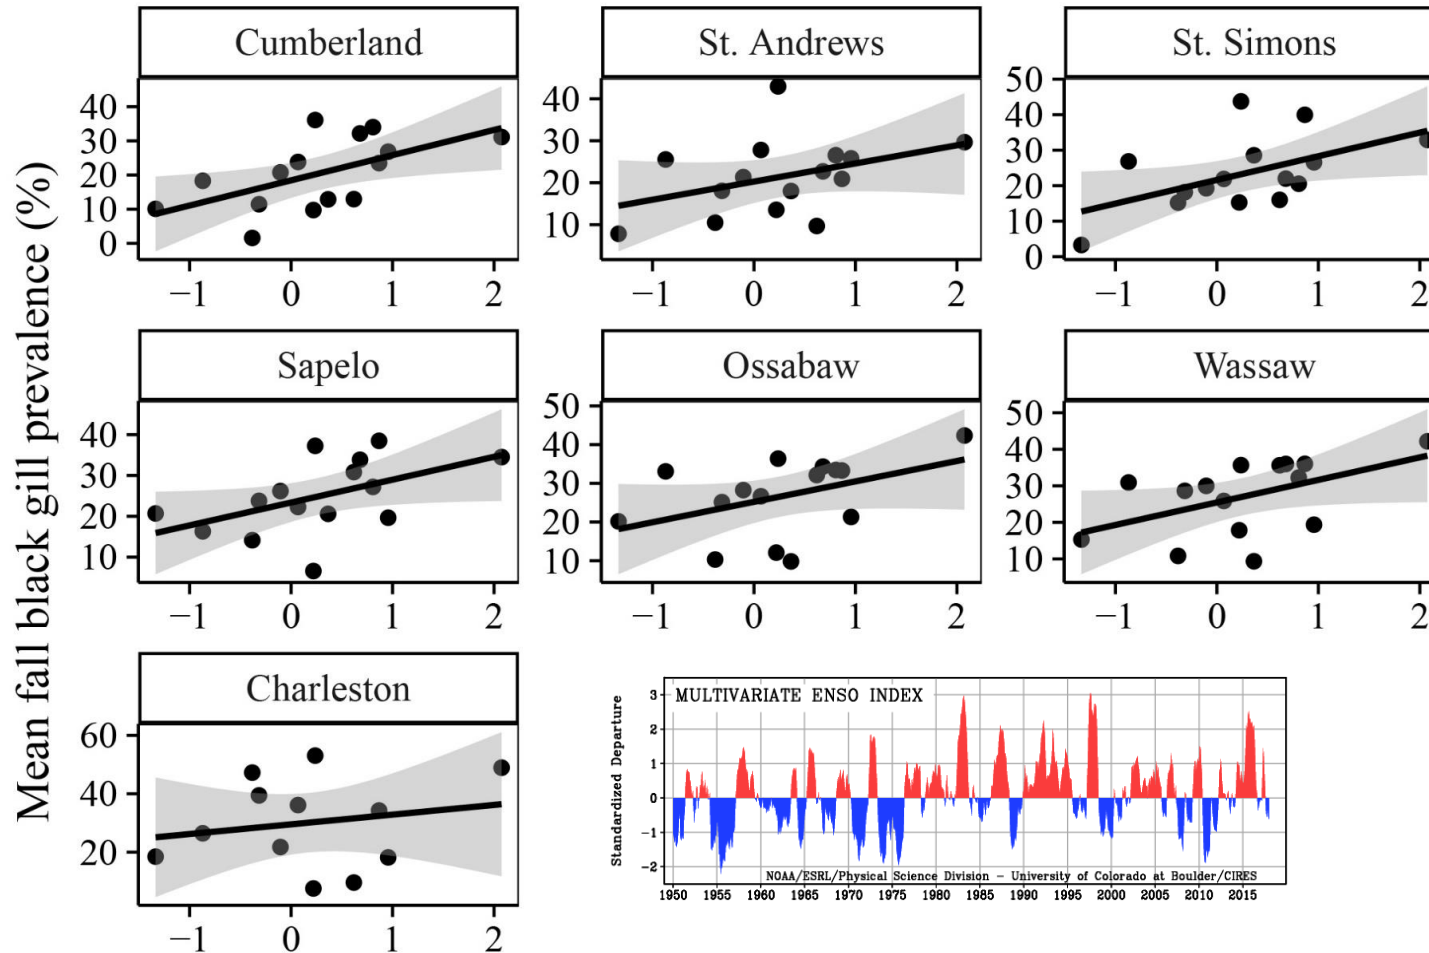 Mean fall black gill prevalence (%)
Cumberland
40
30
20
10
0
−1 0 1 2
St. Andrews
40
30
20
10
−1 0 1 2
St. Simons
50
40
30
20
10
0
−1 0 1 2
Sapelo
40
30
20
10
−1 0 1 2
Ossabaw
50
40
30
20
10
−1 0 1 2
Wassaw
50
40
30
20
10
−1 0 1 2
Charleston
60
40
20
−1 0 1 2
MULTIVARIATE ENSO INDEX
Standardized Departure
3
2
1
0
−1
−2
NOAA/ESRL/Physical Science Division − University of Colorado at Boulder/CIRES
1950 1955 1960 1965 1970 1975 1980 1985 1990 1995 2000 2005 2010 2015